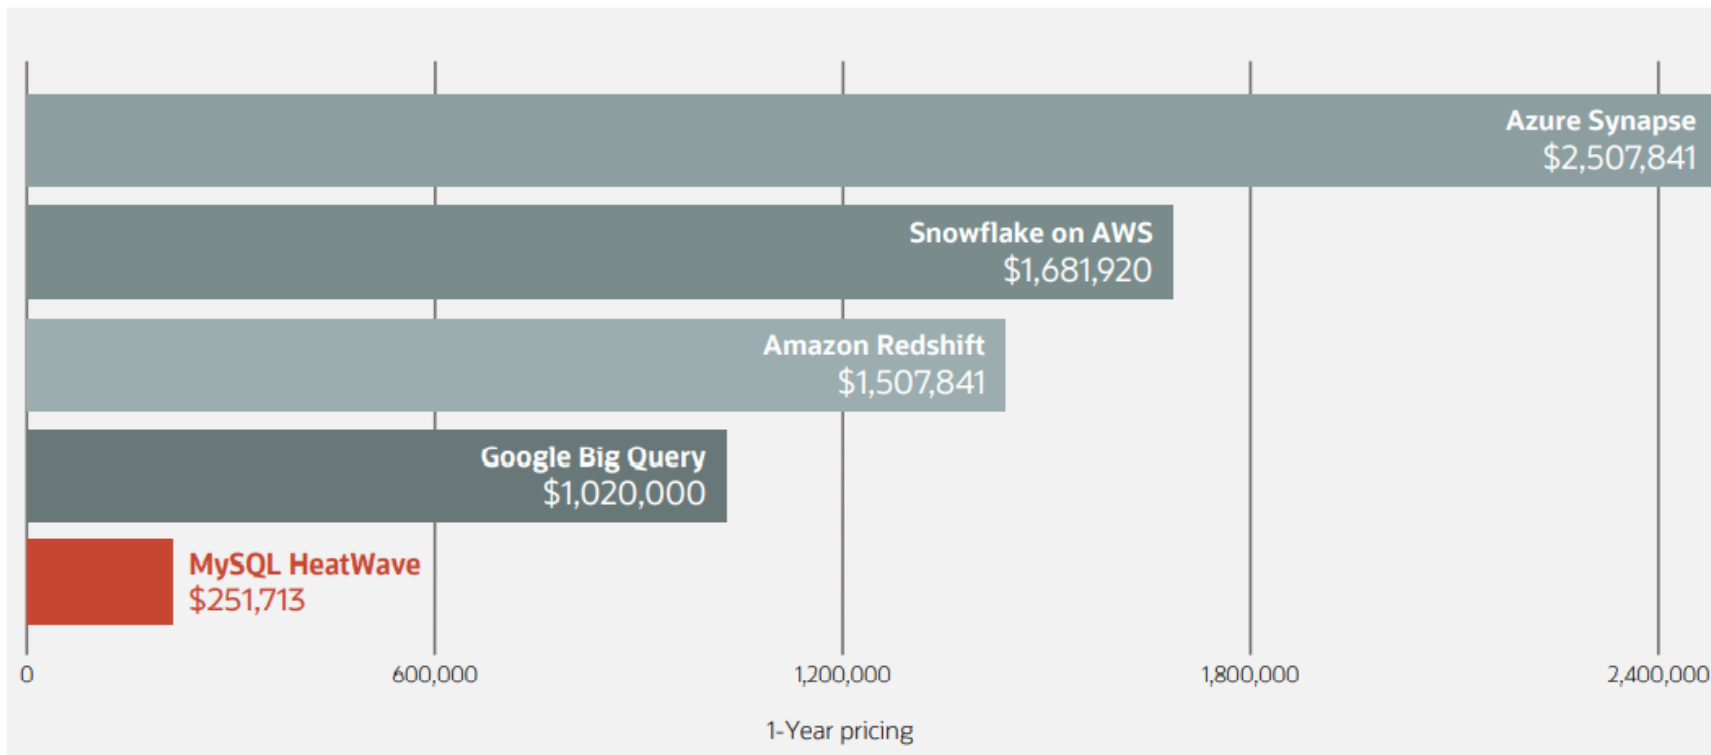 Azure Synapse
$2,507,841
Snowflake on AWS
$1,681,920
Amazon Redshift
$1,507,841
Google Big Query
$1,020,000
MySQL HeatWave
$251,713
0 600,000 1,200,000 1,800,000 2,400,000
1-Year pricing